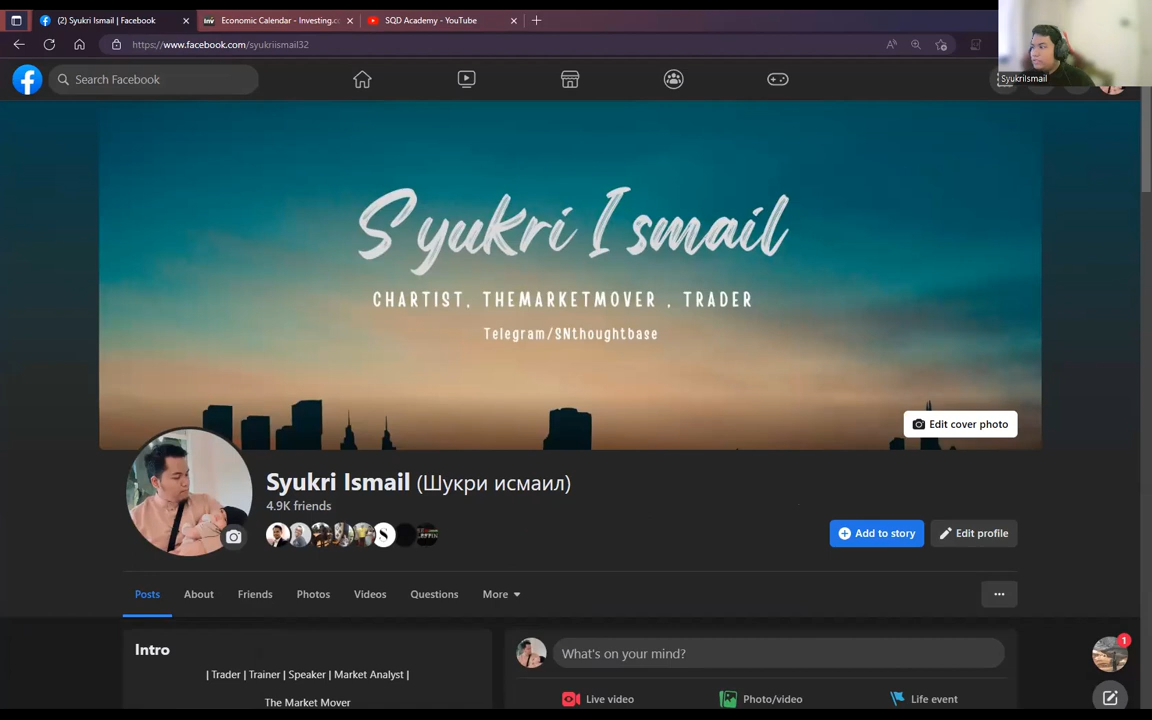 (2) Syukri Ismail | Facebook
Economic Calendar - Investing.co
SQD Academy - YouTube
https://www.facebook.com/syukriismail32
Search Facebook
SyukriIsmail
Syukri Ismail
CHARTIST, THEMARKETMOVER , TRADER
Telegram/SNthoughtbase
Edit cover photo
Syukri Ismail (Шукри исмаил)
4.9K friends
Add to story
Edit profile
Posts
About
Friends
Photos
Videos
Questions
More
Intro
What's on your mind?
| Trader | Trainer | Speaker | Market Analyst |
The Market Mover
Live video
Photo/video
Life event
1